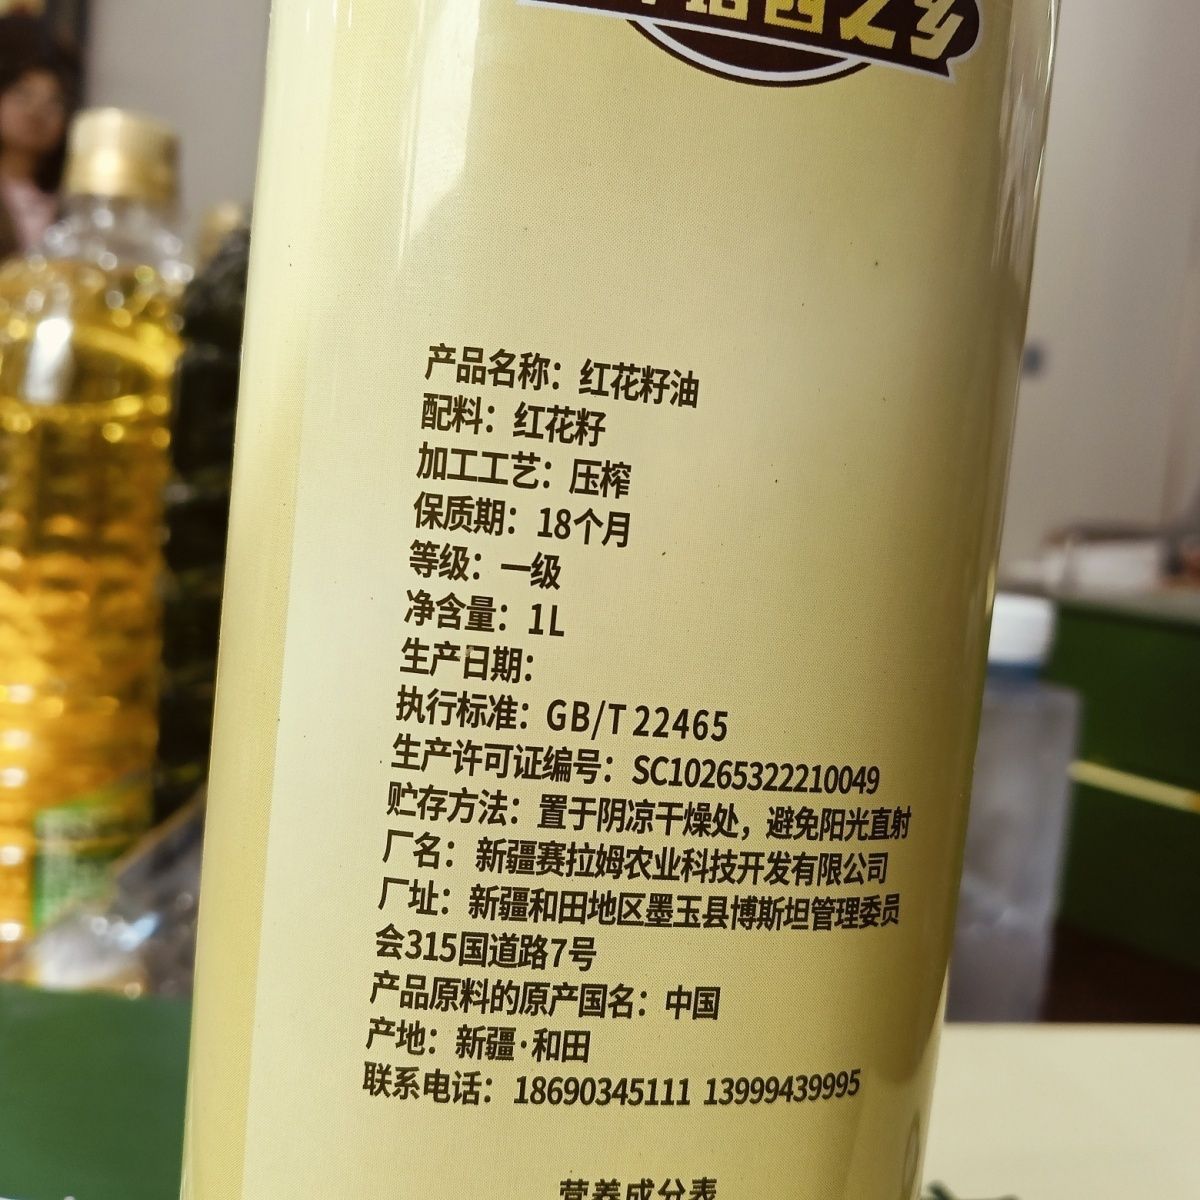 产品名称：红花籽油
配料：红花籽
加工工艺：压榨
保质期：18个月
等级：一级
净含量：1L
生产日期：
执行标准：GB/T 22465
生产许可证编号：SC10265322210049
贮存方法：置于阴凉干燥处，避免阳光直射
厂名：新疆赛拉姆农业科技开发有限公司
厂址：新疆和田地区墨玉县博斯坦管理委员
会315国道路7号
产品原料的原产国名：中国
产地：新疆·和田
联系电话：18690345111 13999439995
营养成分表